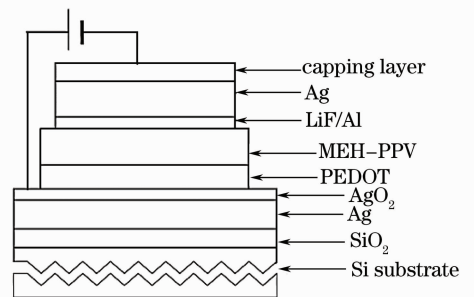 capping layer
Ag
LiF/Al
MEH-PPV
PEDOT
AgO₂
Ag
SiO₂
Si substrate